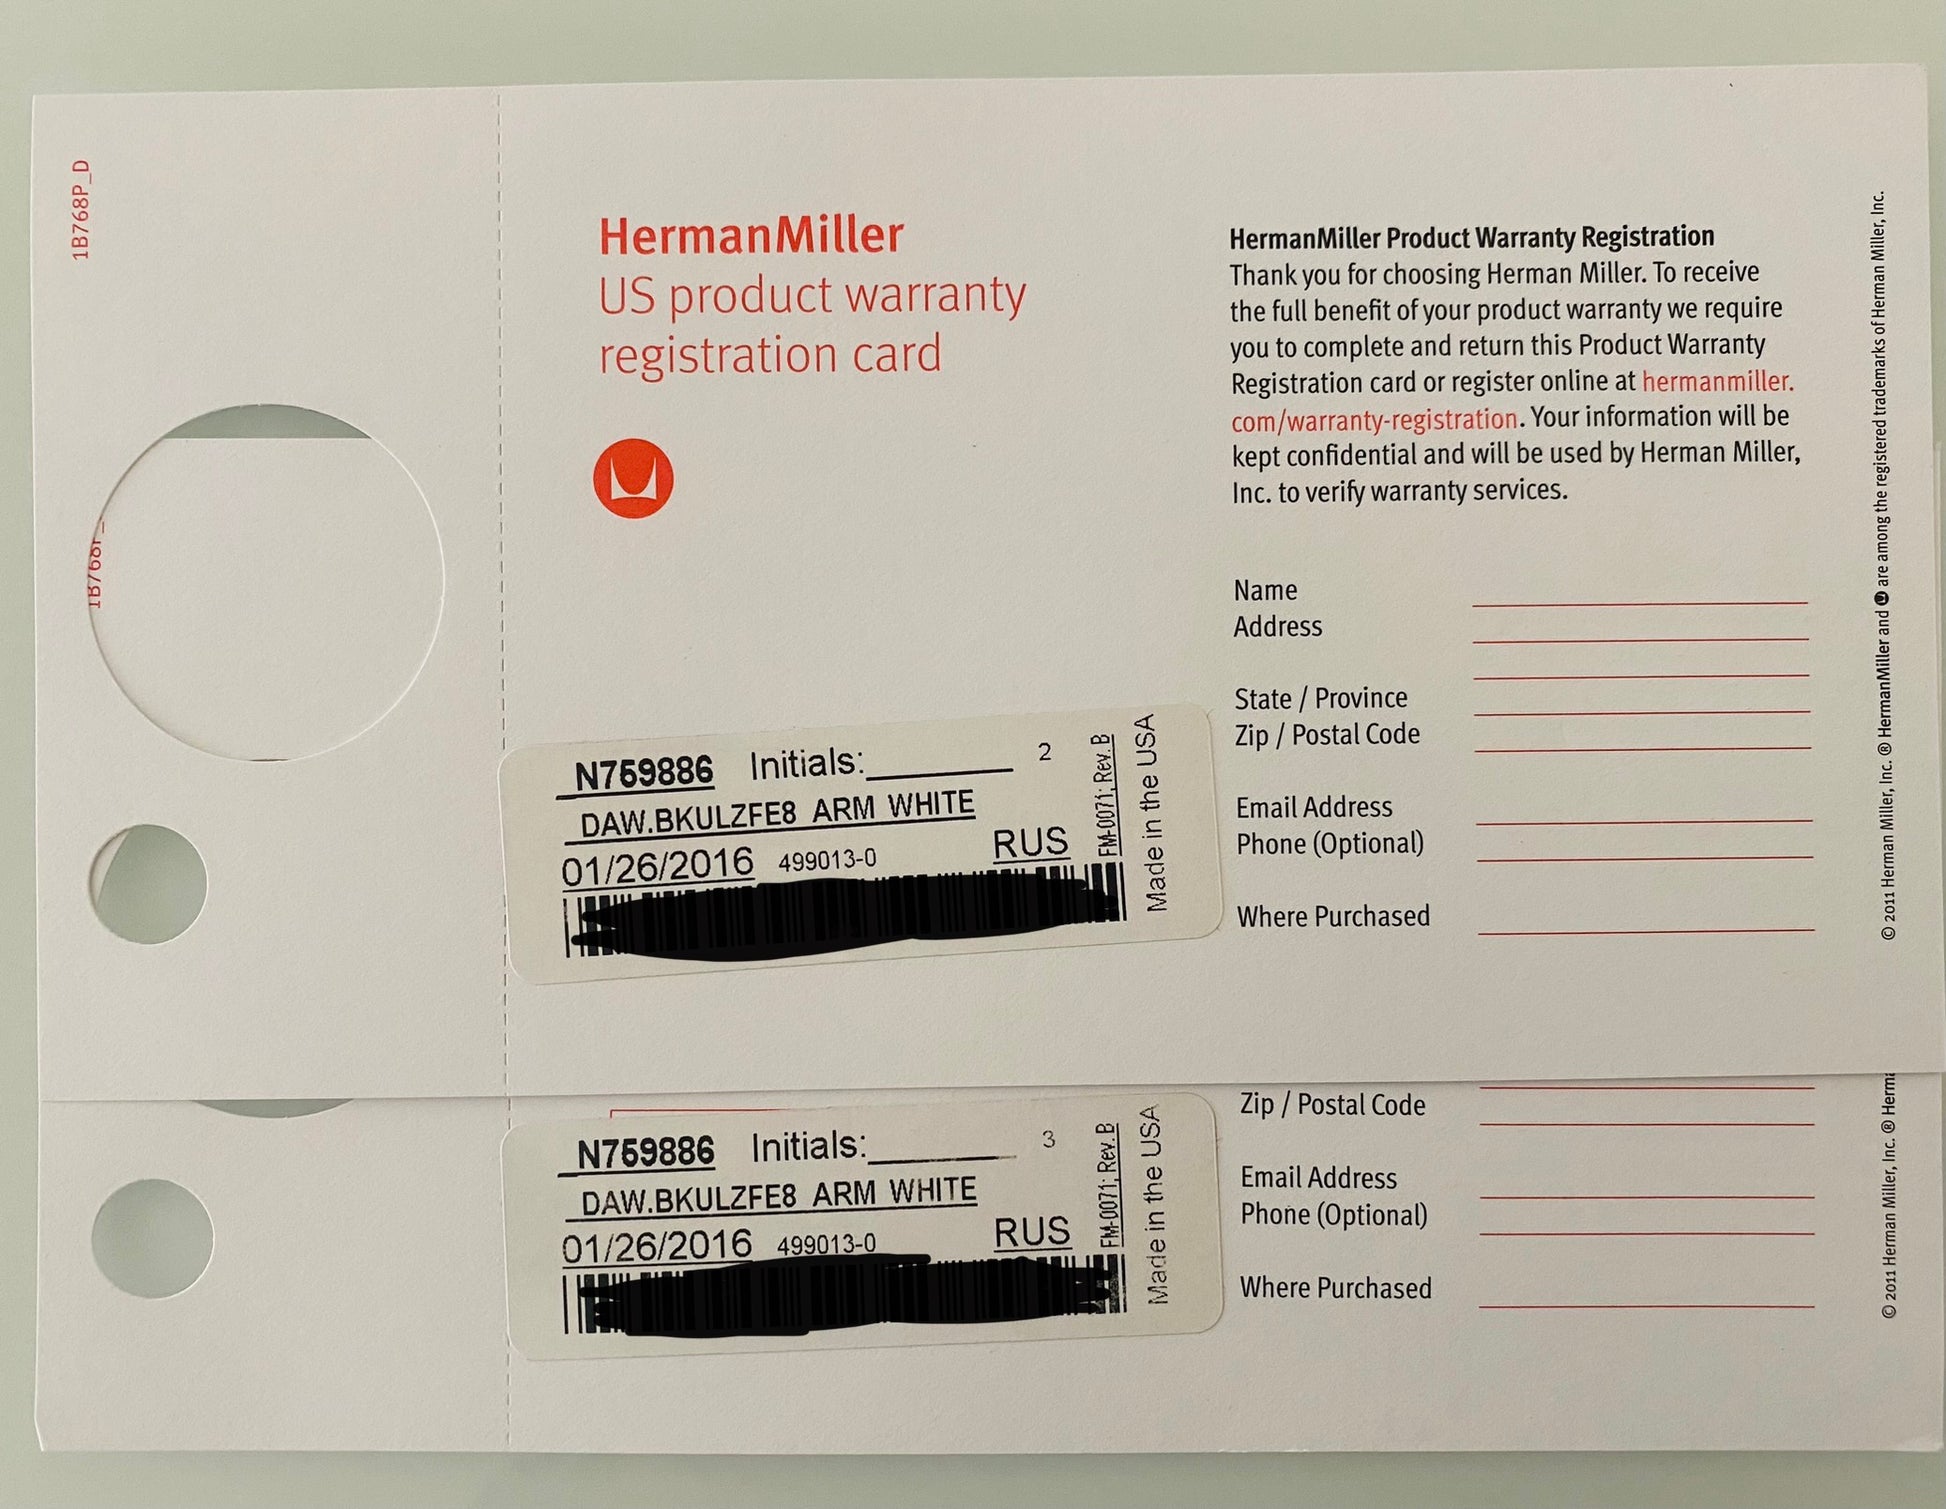 1B768P_D
HermanMiller
US product warranty
registration card
HermanMiller Product Warranty Registration
Thank you for choosing Herman Miller. To receive
the full benefit of your product warranty we require
you to complete and return this Product Warranty
Registration card or register online at hermanmiller.
com/warranty-registration. Your information will be
kept confidential and will be used by Herman Miller,
Inc. to verify warranty services.
Name
Address
State / Province
Zip / Postal Code
Email Address
Phone (Optional)
Where Purchased
© 2011 Herman Miller, Inc. ® HermanMiller and are among the registered trademarks of Herman Miller, Inc.
N759886 Initials: 2
DAW.BKULZFE8 ARM WHITE
01/26/2016 499013-0 RUS
FM-0071; Rev. B
Made in the USA
Zip / Postal Code
Email Address
Phone (Optional)
Where Purchased
© 2011 Herman Miller, Inc. ® Herma
N759886 Initials: 3
DAW.BKULZFE8 ARM WHITE
01/26/2016 499013-0 RUS
FM-0071; Rev. B
Made in the USA